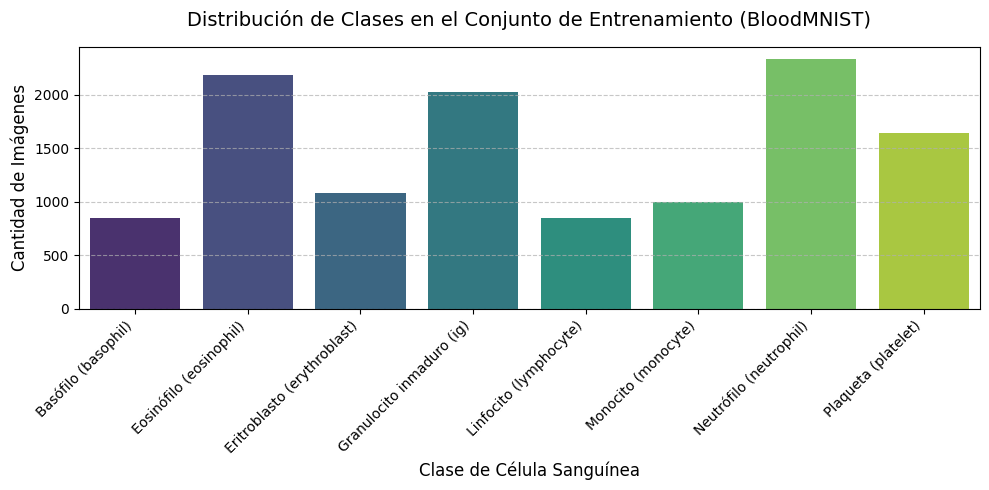 Distribución de Clases en el Conjunto de Entrenamiento (BloodMNIST)
Cantidad de Imágenes
2000
1500
1000
500
0
Basófilo (basophil)
Eosinófilo (eosinophil)
Eritroblasto (erythroblast)
Granulocito inmaduro (ig)
Linfocito (lymphocyte)
Monocito (monocyte)
Neutrófilo (neutrophil)
Plaqueta (platelet)
Clase de Célula Sanguínea